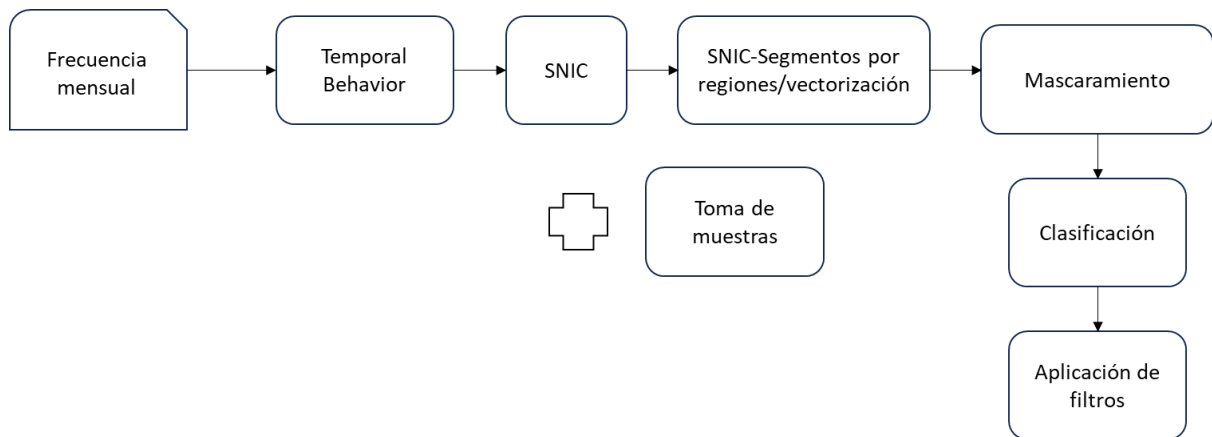 Frecuencia
mensual
Temporal
Behavior
SNIC
SNIC-Segmentos por
regiones/vectorización
Mascaramiento
Toma de
muestras
Clasificación
Aplicación de
filtros